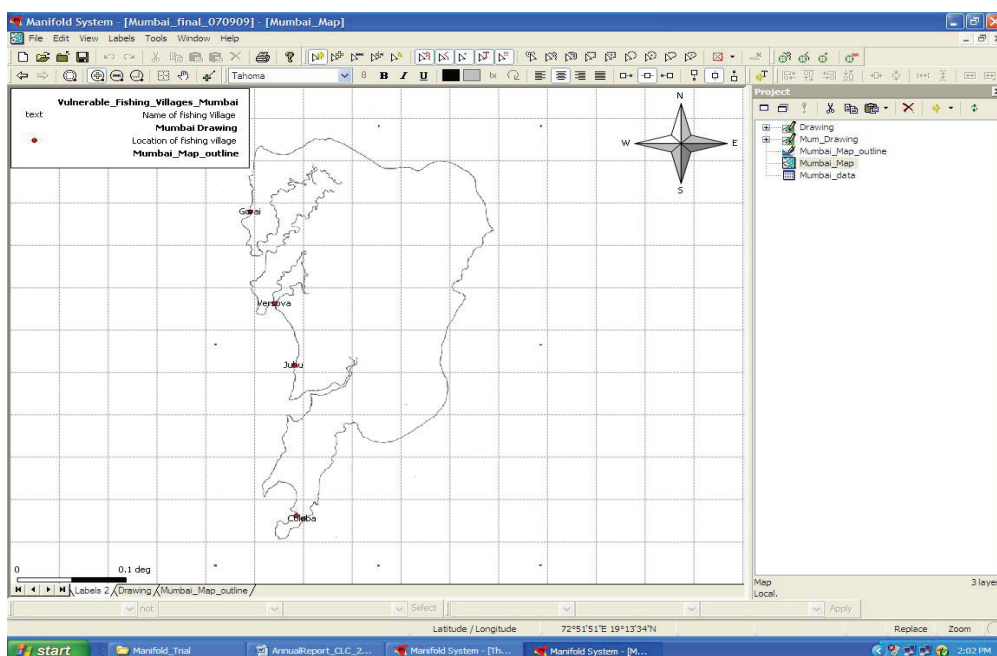 Manifold System - [Mumbai_final_070909] - [Mumbai_Map]
File Edit View Labels Tools Window Help
Tahoma 8 B I U
Vulnerable_Fishing_Villages_Mumbai
text Name of fishing Village
Mumbai Drawing
Location of fishing village
Mumbai_Map_outline
N
W E
S
Gorai
Versova
Juhu
Colaba
0 0.1 deg
Labels 2 Drawing Mumbai_Map_outline
Project
Drawing
Mum_Drawing
Mumbai_Map_outline
Mumbai_Map
Mumbai_data
Map 3 layer
Local.
not Select Apply
Latitude / Longitude 72°51'51"E 19°13'34"N Replace Zoom
start Manifold_Trial AnnualReport_CLC_2... Manifold System - [Th... Manifold System - [M... 2:02 PM